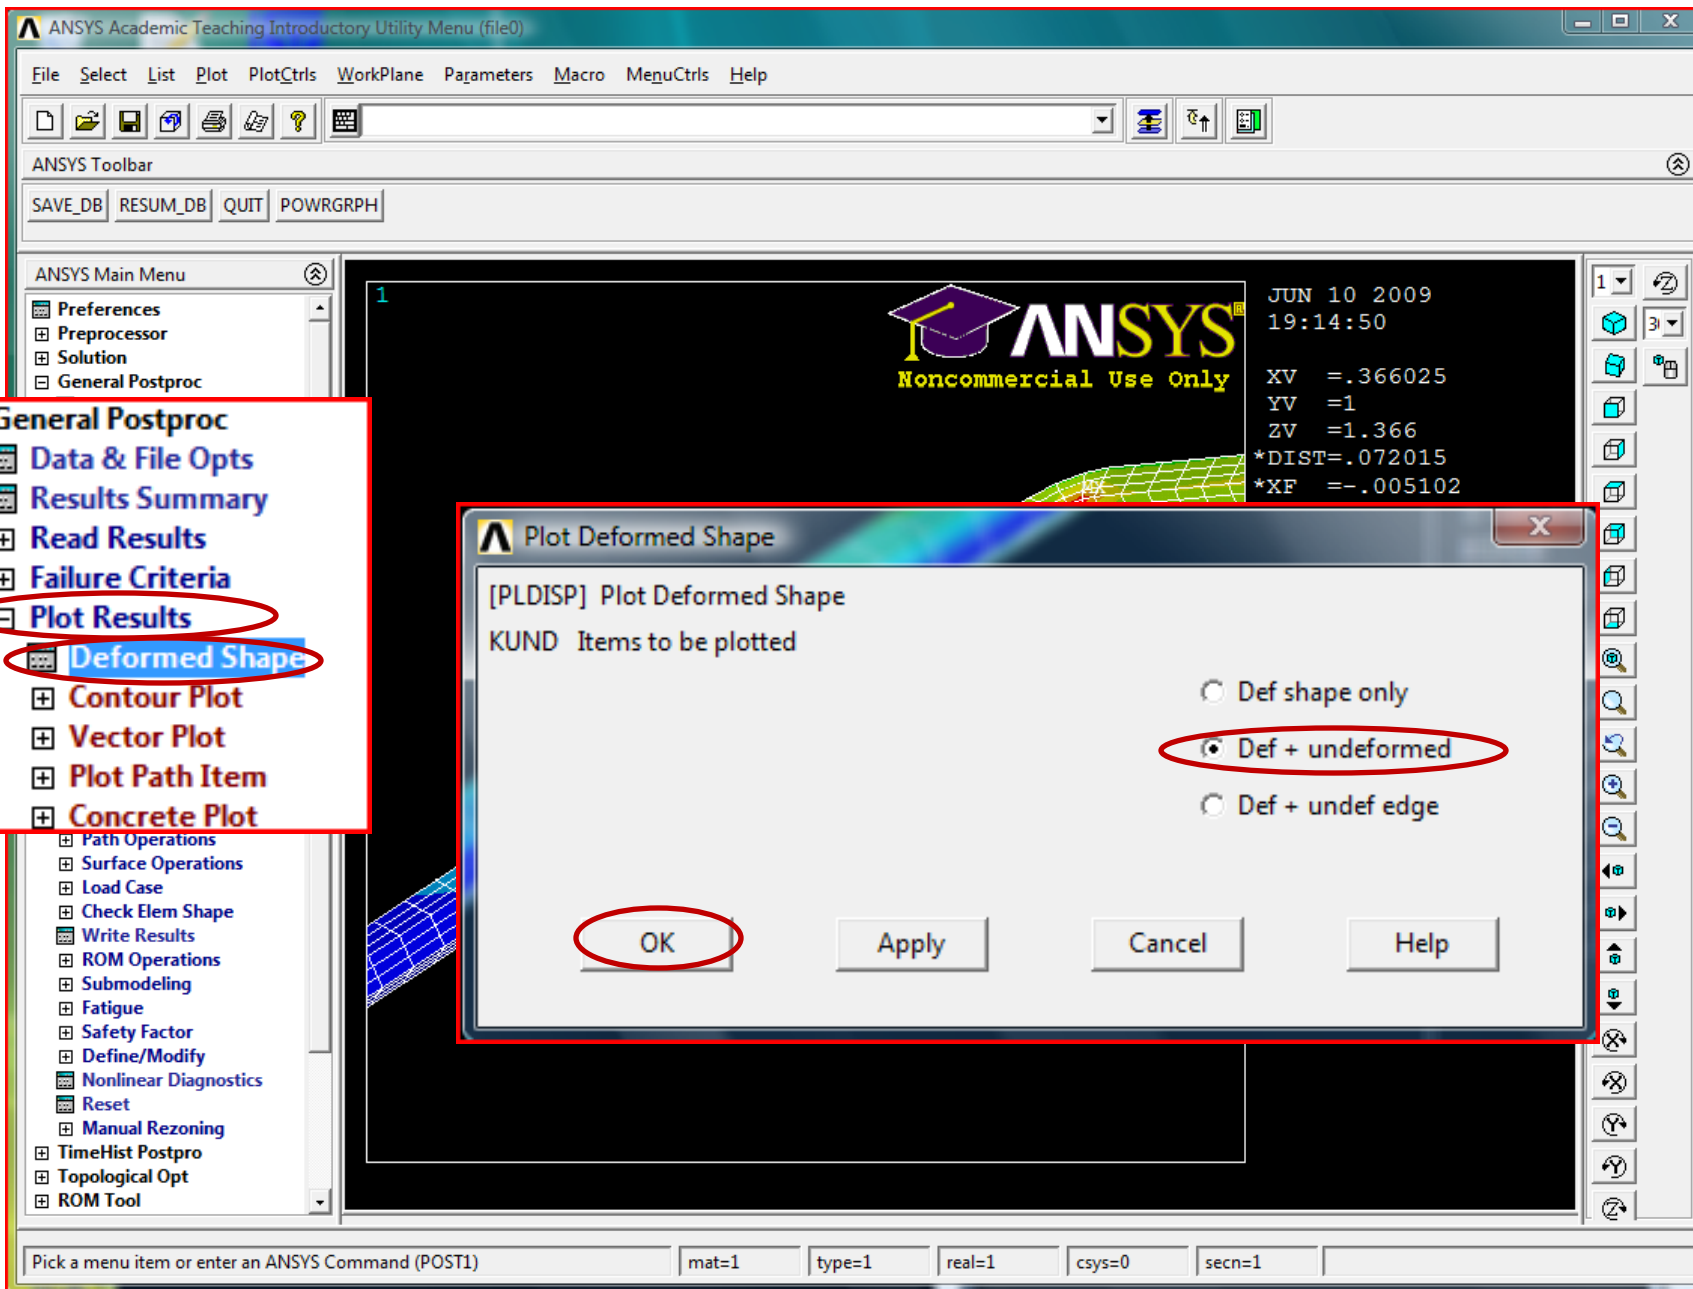 ANSYS Academic Teaching Introductory Utility Menu (file0)
File Select List Plot PlotCtrls WorkPlane Parameters Macro MenuCtrls Help
ANSYS Toolbar
SAVE_DB RESUM_DB QUIT POWRGRPH
ANSYS Main Menu
Preferences
Preprocessor
Solution
General Postproc
General Postproc
Data & File Opts
Results Summary
Read Results
Failure Criteria
Plot Results
Deformed Shape
Contour Plot
Vector Plot
Plot Path Item
Concrete Plot
Path Operations
Surface Operations
Load Case
Check Elem Shape
Write Results
ROM Operations
Submodeling
Fatigue
Safety Factor
Define/Modify
Nonlinear Diagnostics
Reset
Manual Rezoning
TimeHist Postpro
Topological Opt
ROM Tool
1
ANSYS®
Noncommercial Use Only
JUN 10 2009
19:14:50
XV =.366025
YV =1
ZV =1.366
*DIST=.072015
*XF =-.005102
MX
Plot Deformed Shape
[PLDISP] Plot Deformed Shape
KUND Items to be plotted
Def shape only
Def + undeformed
Def + undef edge
OK Apply Cancel Help
1
Pick a menu item or enter an ANSYS Command (POST1) mat=1 type=1 real=1 csys=0 secn=1